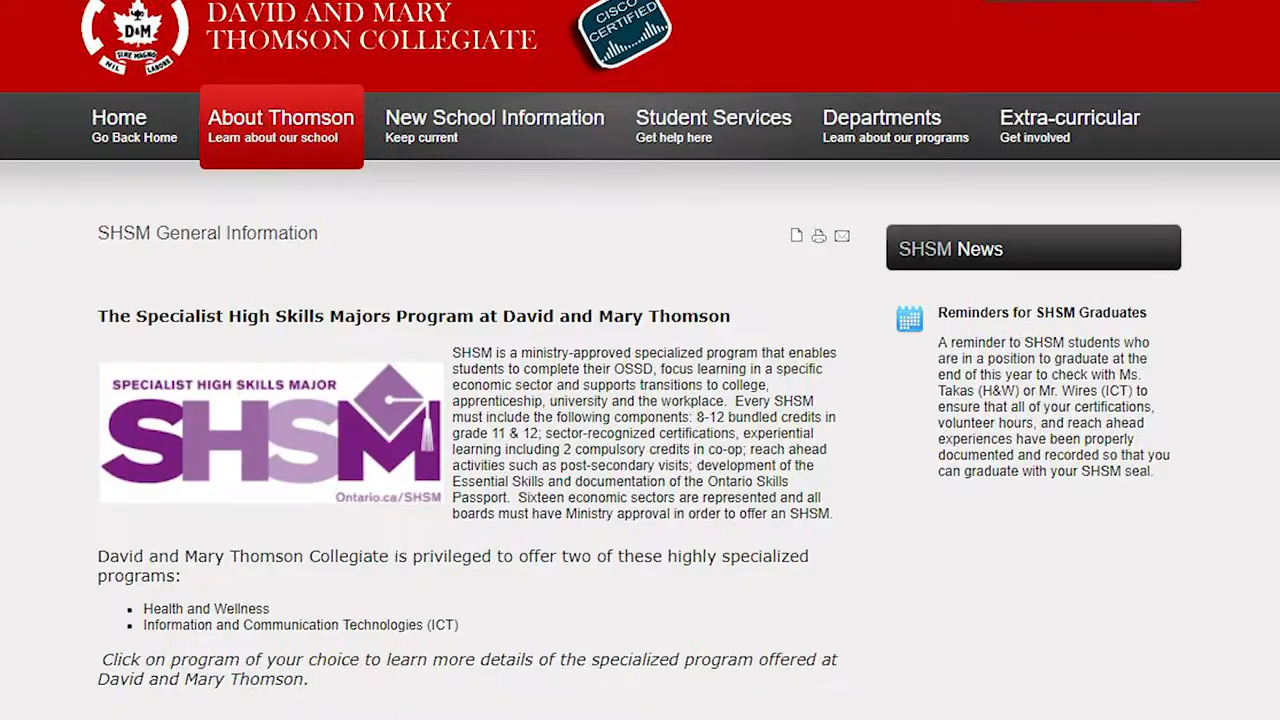 DAVID AND MARY
THOMSON COLLEGIATE
D&M
SINE MAGNO
NIL
LABORE
CISCO
CERTIFIED
Home
Go Back Home
About Thomson
Learn about our school
New School Information
Keep current
Student Services
Get help here
Departments
Learn about our programs
Extra-curricular
Get involved
SHSM General Information
The Specialist High Skills Majors Program at David and Mary Thomson
SPECIALIST HIGH SKILLS MAJOR
SHSM
Ontario.ca/SHSM
SHSM is a ministry-approved specialized program that enables
students to complete their OSSD, focus learning in a specific
economic sector and supports transitions to college,
apprenticeship, university and the workplace. Every SHSM
must include the following components: 8-12 bundled credits in
grade 11 & 12; sector-recognized certifications, experiential
learning including 2 compulsory credits in co-op; reach ahead
activities such as post-secondary visits; development of the
Essential Skills and documentation of the Ontario Skills
Passport. Sixteen economic sectors are represented and all
boards must have Ministry approval in order to offer an SHSM.
David and Mary Thomson Collegiate is privileged to offer two of these highly specialized
programs:
Health and Wellness
Information and Communication Technologies (ICT)
Click on program of your choice to learn more details of the specialized program offered at
David and Mary Thomson.
SHSM News
Reminders for SHSM Graduates
A reminder to SHSM students who
are in a position to graduate at the
end of this year to check with Ms.
Takas (H&W) or Mr. Wires (ICT) to
ensure that all of your certifications,
volunteer hours, and reach ahead
experiences have been properly
documented and recorded so that you
can graduate with your SHSM seal.